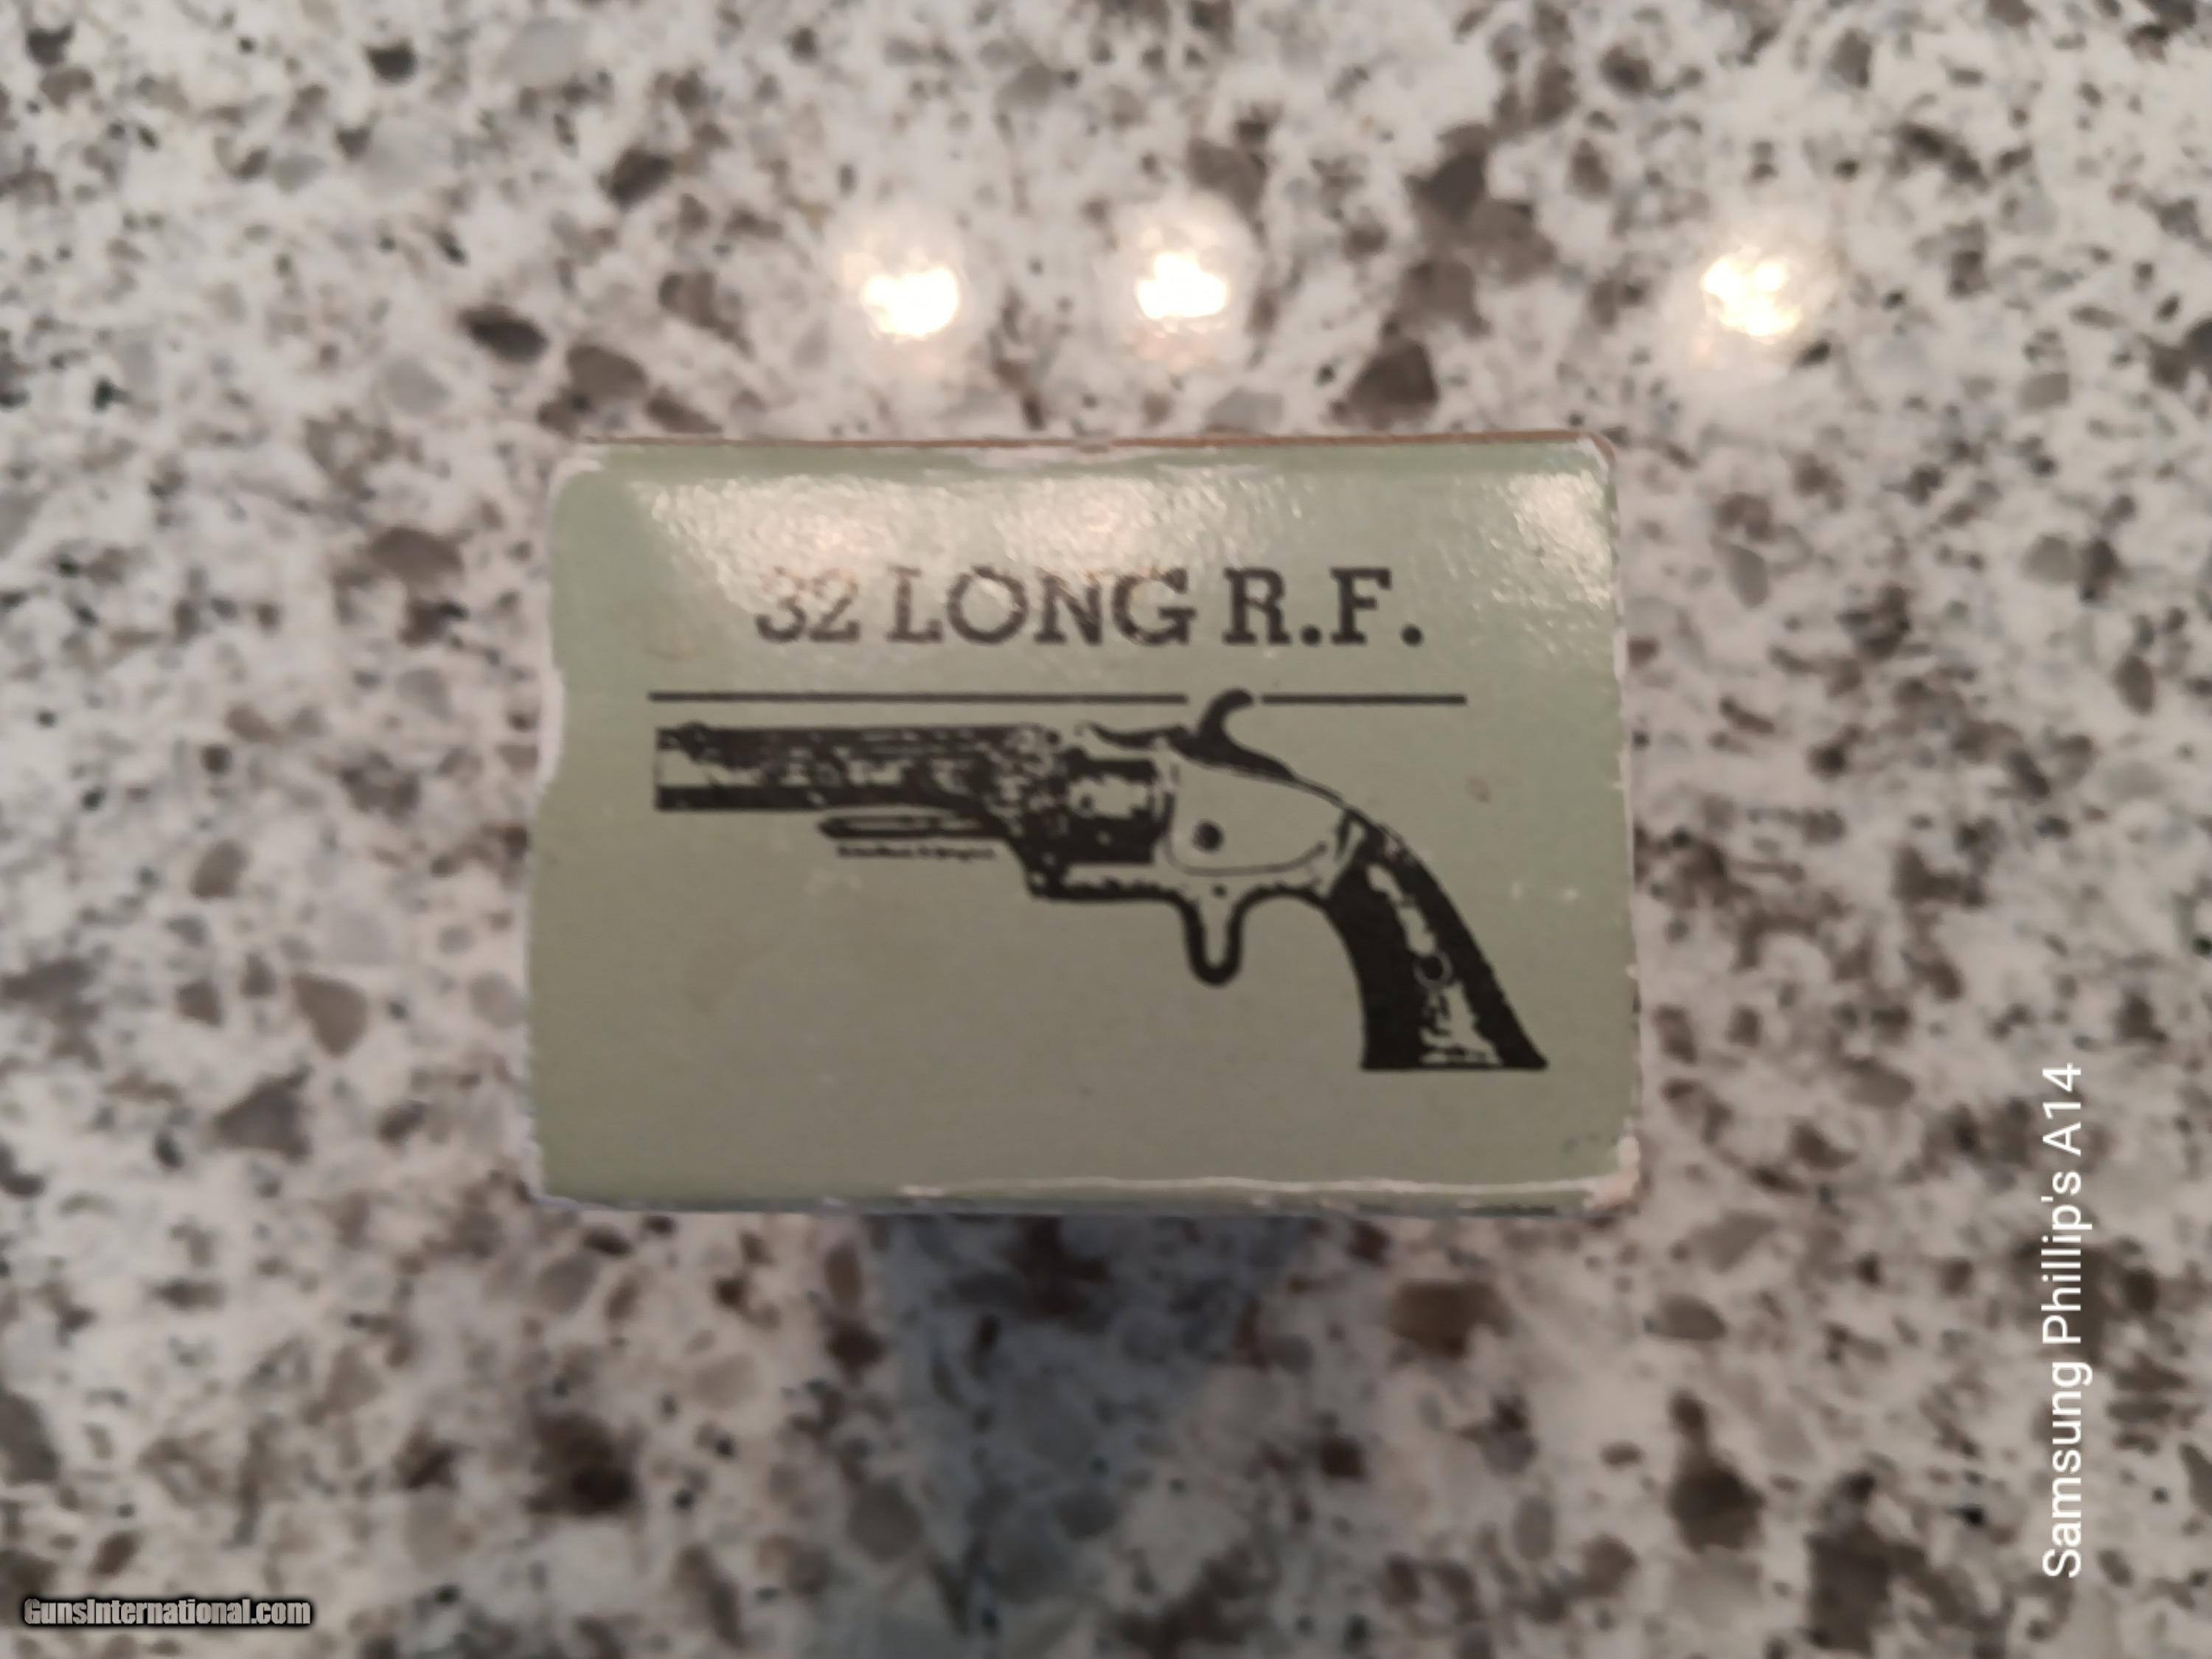 32 LONG R.F.
Samsung Phillip's A14
GunsInternational.com